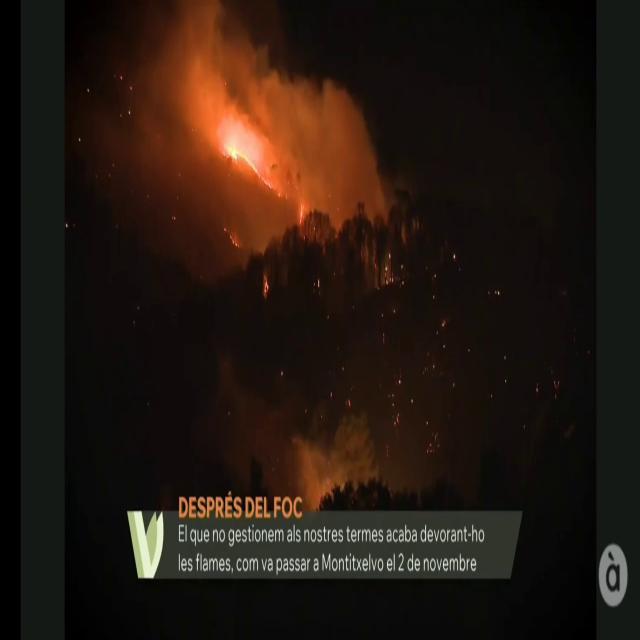 DESPRÉS DEL FOC
El que no gestionem als nostres termes acaba devorant-ho
les flames, com va passar a Montitxelvo el 2 de novembre
à